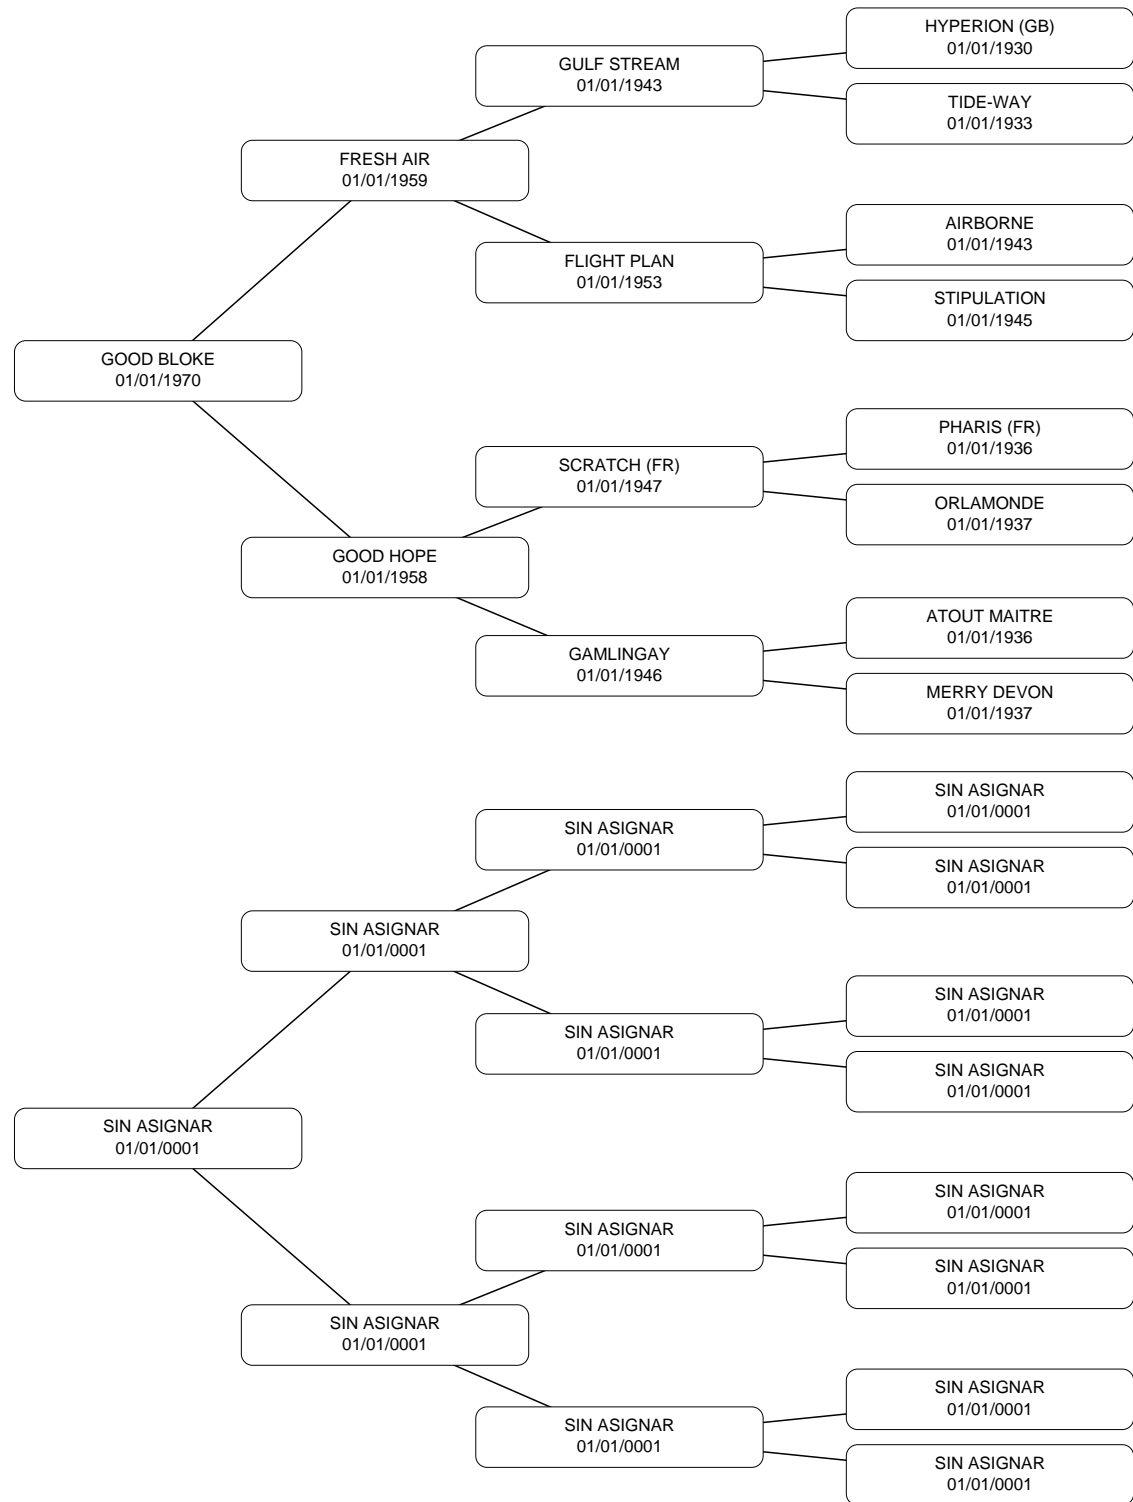 HYPERION (GB)
01/01/1930
GULF STREAM
01/01/1943
TIDE-WAY
01/01/1933
FRESH AIR
01/01/1959
AIRBORNE
01/01/1943
FLIGHT PLAN
01/01/1953
STIPULATION
01/01/1945
GOOD BLOKE
01/01/1970
PHARIS (FR)
01/01/1936
SCRATCH (FR)
01/01/1947
ORLAMONDE
01/01/1937
GOOD HOPE
01/01/1958
ATOUT MAITRE
01/01/1936
GAMLINGAY
01/01/1946
MERRY DEVON
01/01/1937
SIN ASIGNAR
01/01/0001
SIN ASIGNAR
01/01/0001
SIN ASIGNAR
01/01/0001
SIN ASIGNAR
01/01/0001
SIN ASIGNAR
01/01/0001
SIN ASIGNAR
01/01/0001
SIN ASIGNAR
01/01/0001
SIN ASIGNAR
01/01/0001
SIN ASIGNAR
01/01/0001
SIN ASIGNAR
01/01/0001
SIN ASIGNAR
01/01/0001
SIN ASIGNAR
01/01/0001
SIN ASIGNAR
01/01/0001
SIN ASIGNAR
01/01/0001
SIN ASIGNAR
01/01/0001